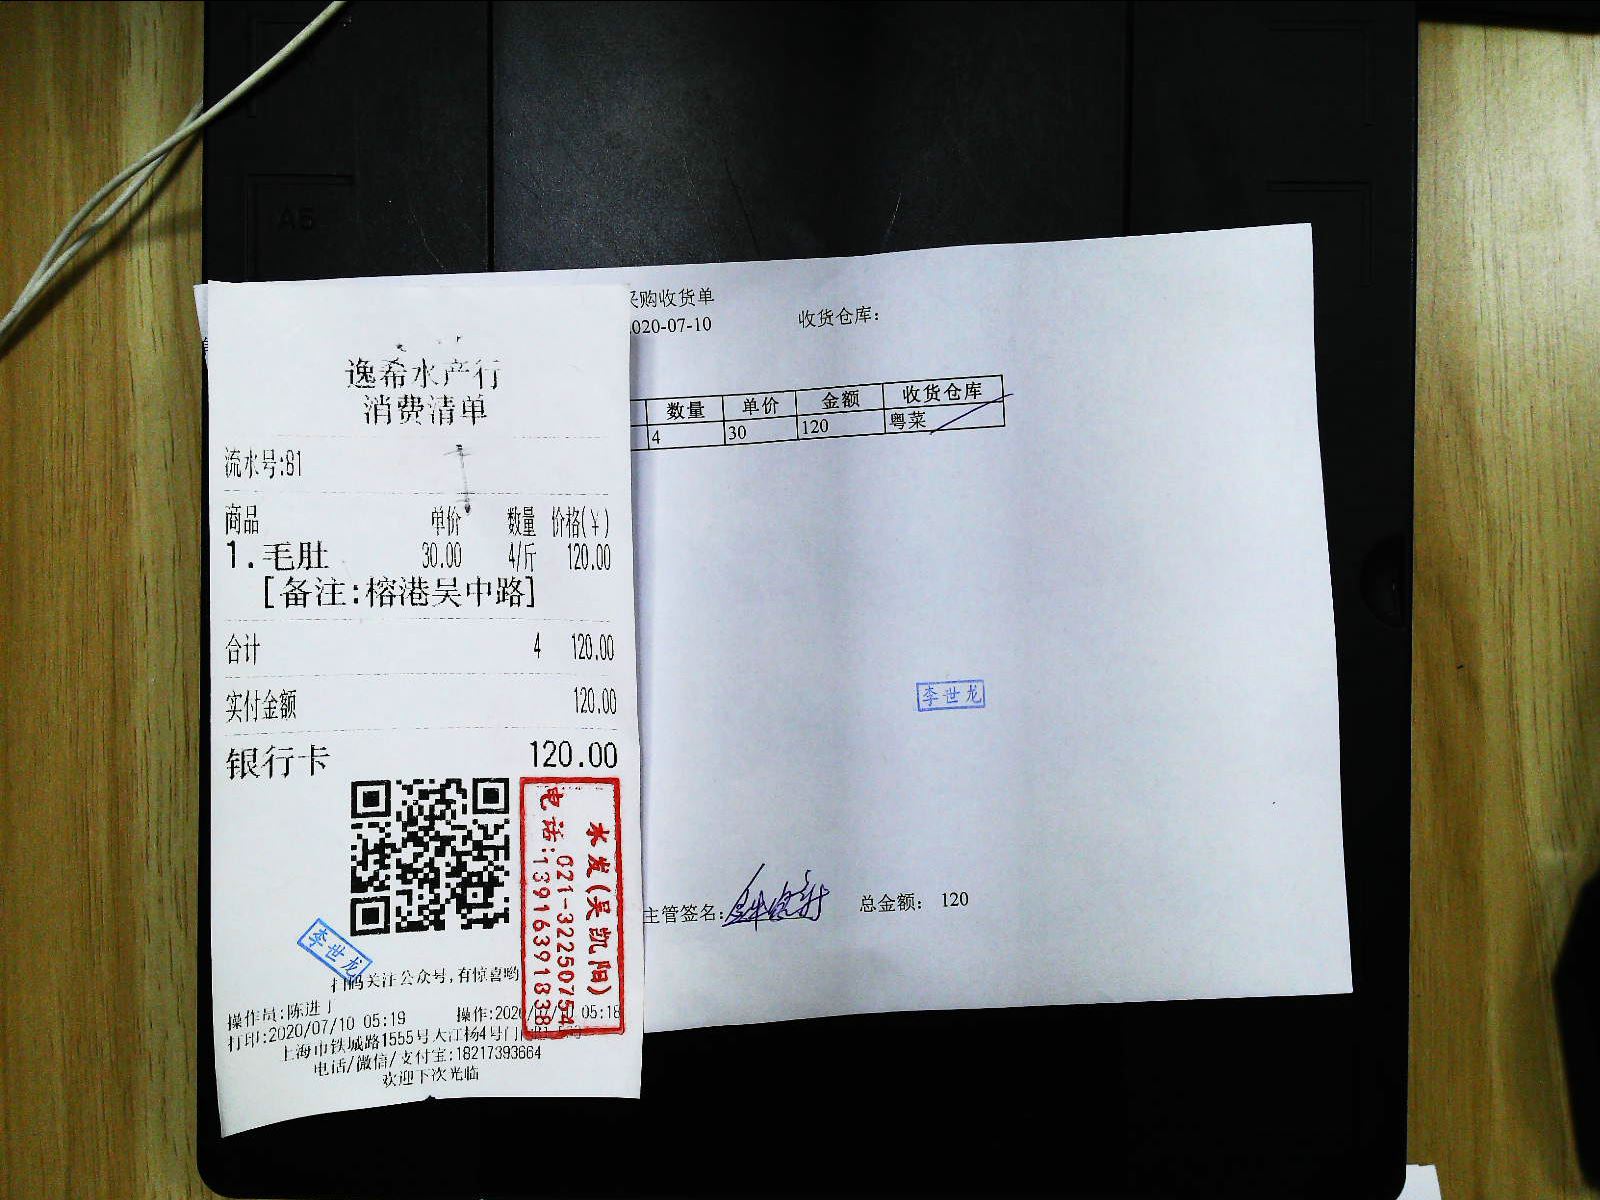 逸希水产行
消费清单
流水号:81
商品 单价 数量 价格(¥)
1.毛肚 30.00 4/斤 120.00
[备注:榕港吴中路]
合计 4 120.00
实付金额 120.00
银行卡 120.00
水发(吴凯阳)
电话:021-32250754
13916391838
李世龙
扫码关注公众号,有惊喜哟
操作员:陈进丁
打印:2020/07/10 05:19
05:18
上海市铁城路1555号大江杨4号门
电话/微信/支付宝:18217393664
欢迎下次光临
购收货单
020-07-10 收货仓库:
数量 单价 金额 收货仓库
4 30 120 粤菜
李世龙
主管签名: 总金额: 120
A5